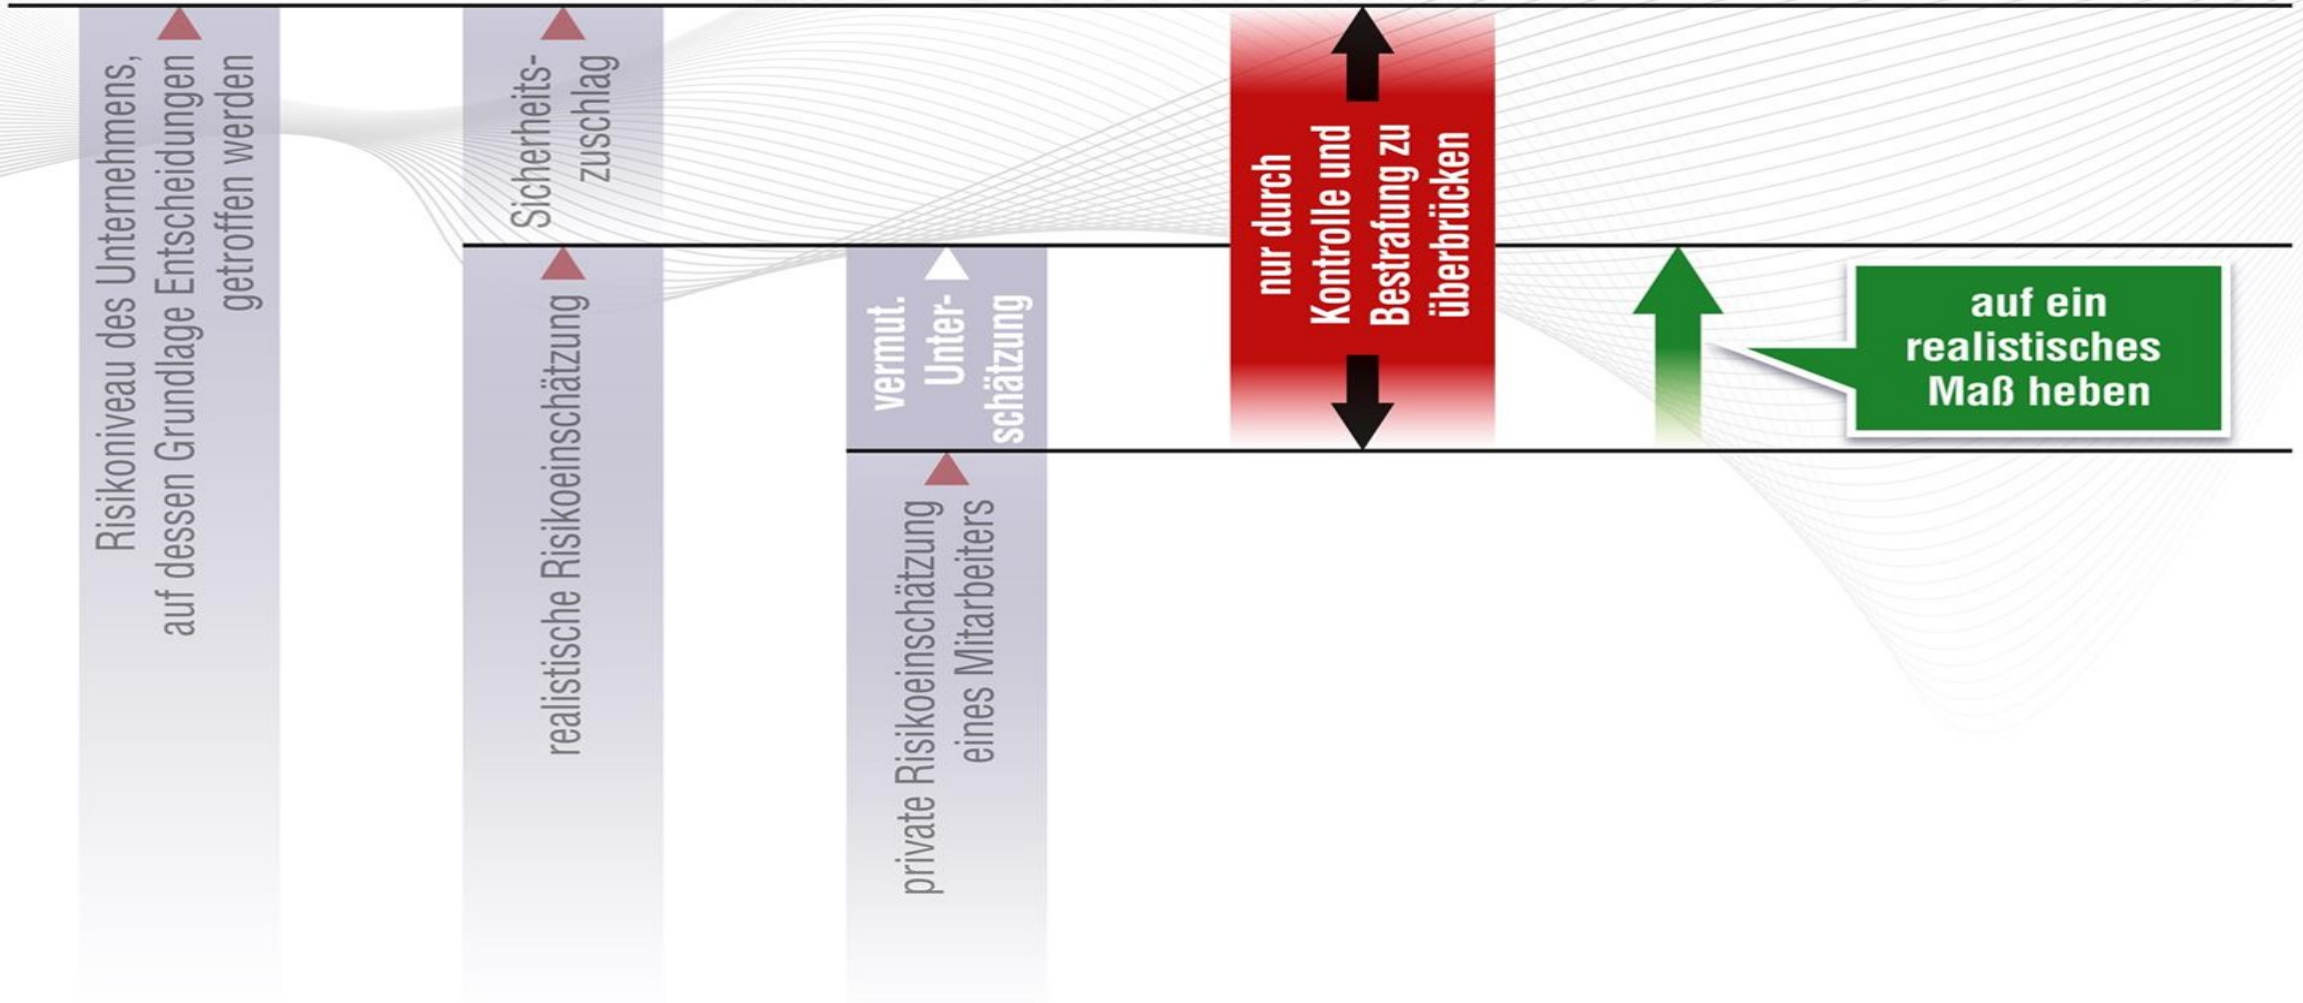 Risikoniveau des Unternehmens,
auf dessen Grundlage Entscheidungen
getroffen werden
Sicherheits-
zuschlag
realistische Risikoeinschätzung
vermut.
Unter-
schätzung
private Risikoeinschätzung
eines Mitarbeiters
nur durch
Kontrolle und
Bestrafung zu
überbrücken
auf ein
realistisches
Maß heben